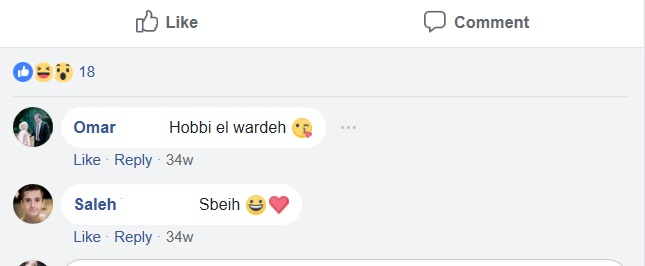 Like Comment
18
Omar Hobbi el wardeh 😘 ...
Like · Reply · 34w
Saleh Sbeih 😀❤️
Like · Reply · 34w